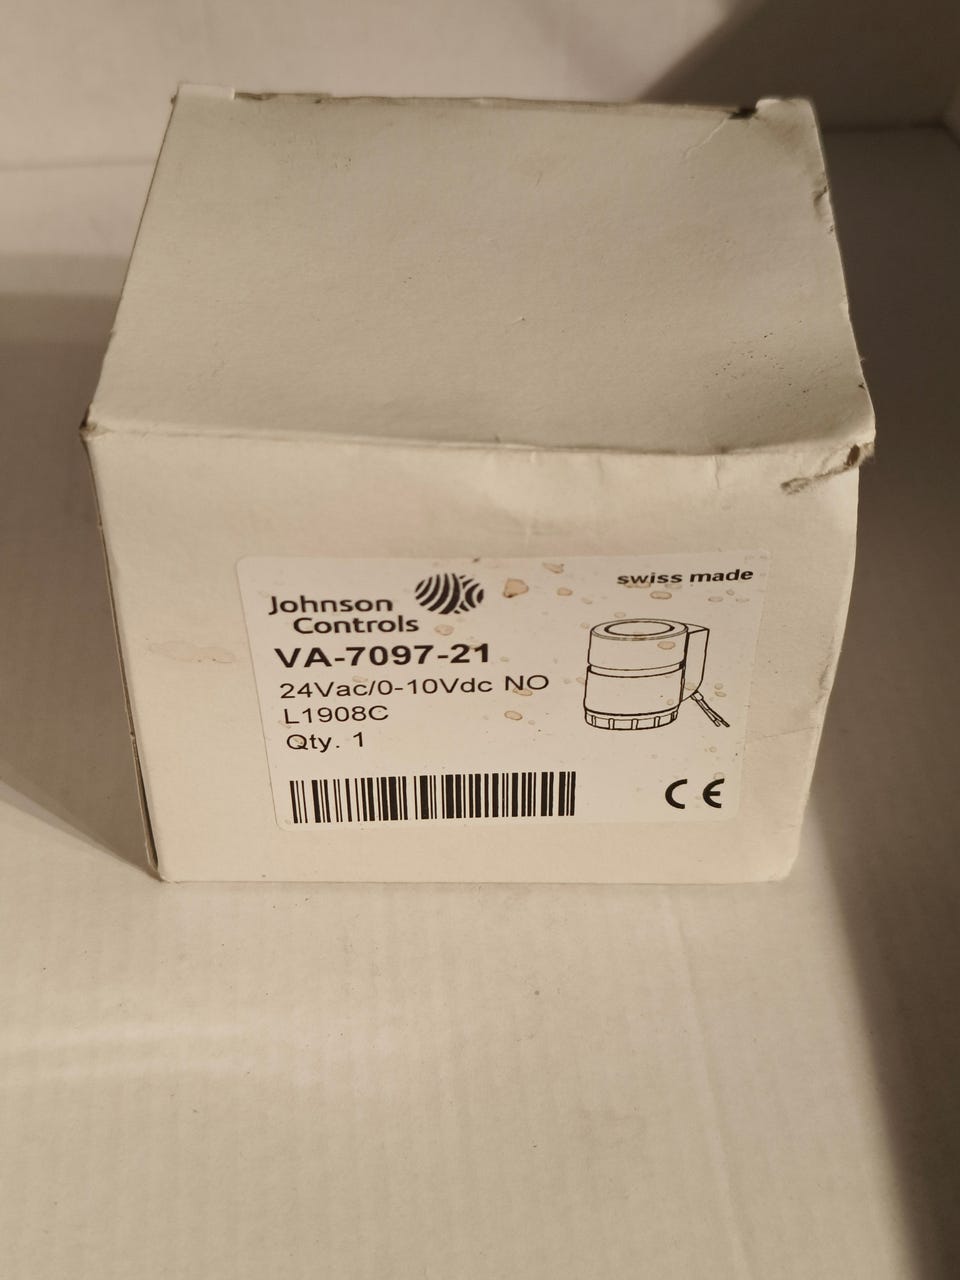 Johnson
Controls
swiss made
VA-7097-21
24Vac/0-10Vdc NO
L1908C
Qty. 1
CE